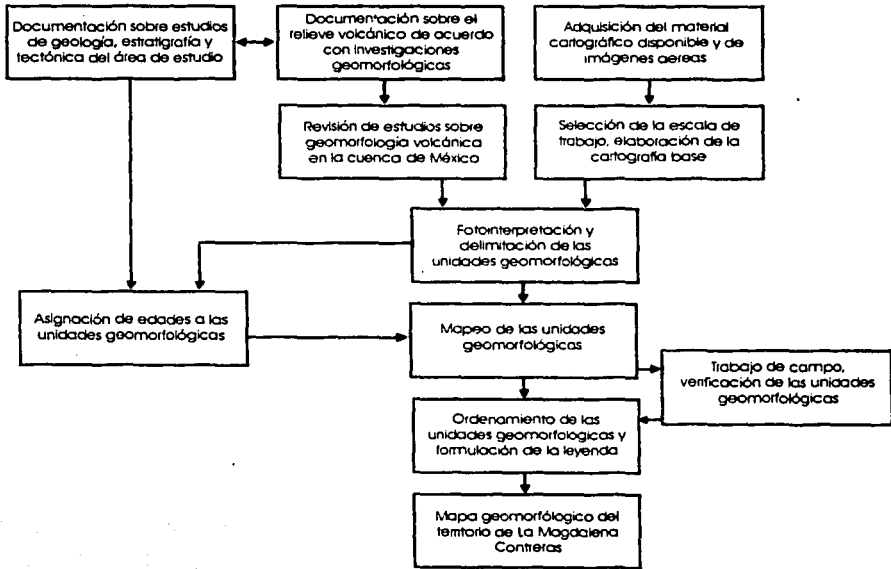 Documentación sobre estudios
de geología, estratigrafía y
tectónica del área de estudio
Documentación sobre el
relieve volcánico de acuerdo
con investigaciones
geomorfológicas
Adquisición del material
cartográfico disponible y de
imágenes aereas
Revisión de estudios sobre
geomorfología volcánica
en la cuenca de México
Selección de la escala de
trabajo, elaboración de la
cartografía base
Fotointerpretación y
delimitación de las
unidades geomorfológicas
Asignación de edades a las
unidades geomorfológicas
Mapeo de las unidades
geomorfológicas
Trabajo de campo,
verificación de las unidades
geomorfológicas
Ordenamiento de las
unidades geomorfologicas y
formulación de la leyenda
Mapa geomorfólogico del
territorio de La Magdalena
Contreras